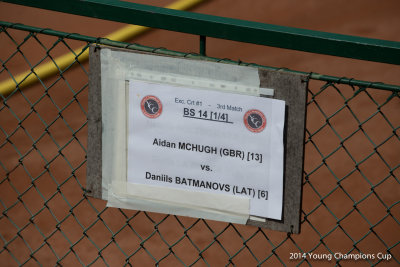 Exc. Crt #1 - 3rd Match
BS 14 [1/4]
Aidan MCHUGH (GBR) [13]
vs.
Daniils BATMANOVS (LAT) [6]
2014 Young Champions Cup